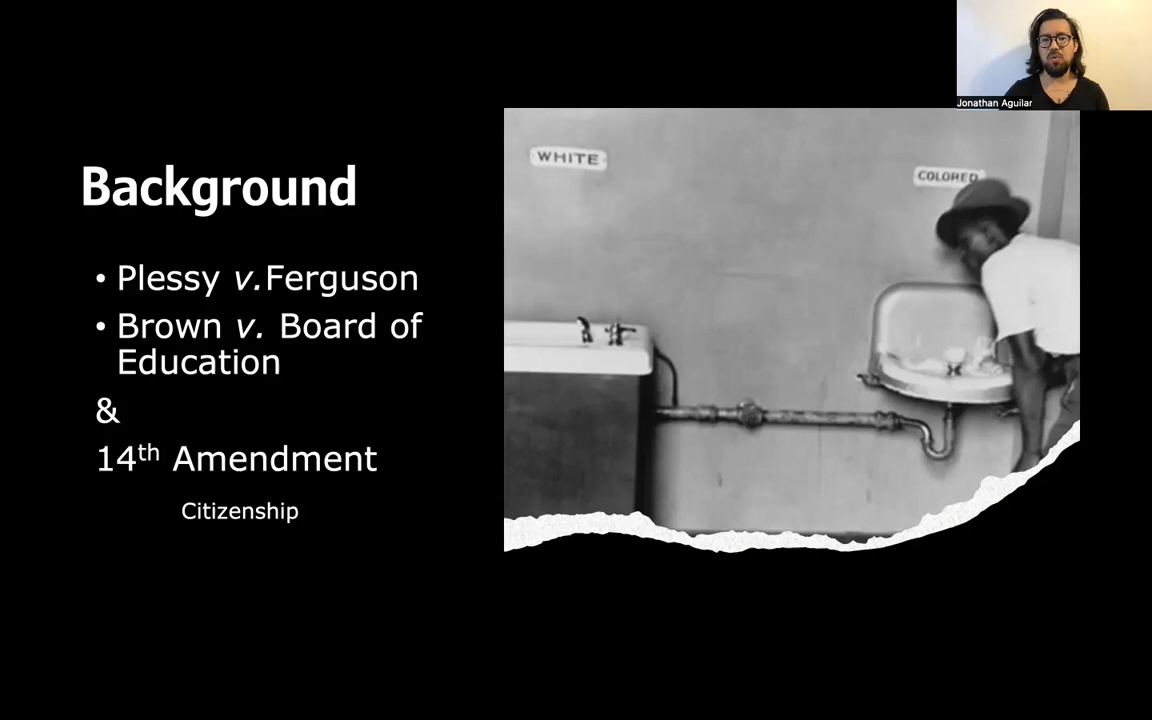 Jonathan Aguilar
Background
• Plessy v.Ferguson
• Brown v. Board of
Education
&
14th Amendment
Citizenship
WHITE
COLORED